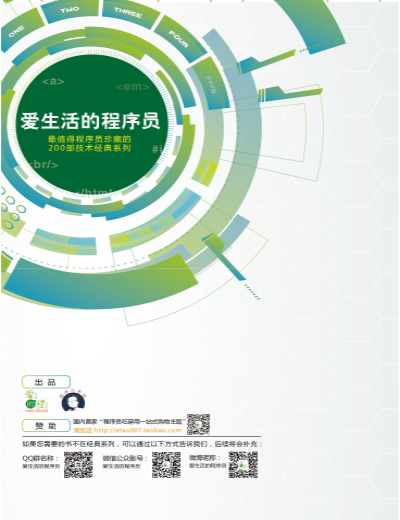 ONE
TWO
THREE
FOUR
FIVE
<a>
<em>
爱生活的程序员
最值得程序员珍藏的
200部技术经典系列
#i
<br/>
</html
出 品
赞 助
国内首家“程序员吃穿用一站式购物主题”
淘宝店 http://etao007.taobao.com
如果您需要的书不在经典系列，可以通过以下方式告诉我们，后续将会补充：
QQ群名称：
爱生活的程序员
微信公众账号：
爱生活的程序员
微博昵称：
爱生活的程序员